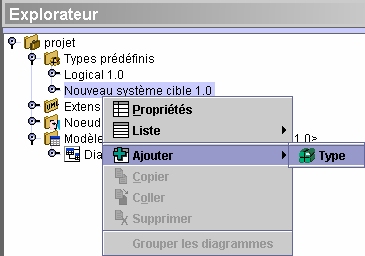 Explorateur
projet
Types prédéfinis
Logical 1.0
Nouveau système cible 1.0
Extens
Propriétés
Noeud
Liste
Modèle
1.0>
Dia
Ajouter
Type
Copier
Coller
Supprimer
Grouper les diagrammes